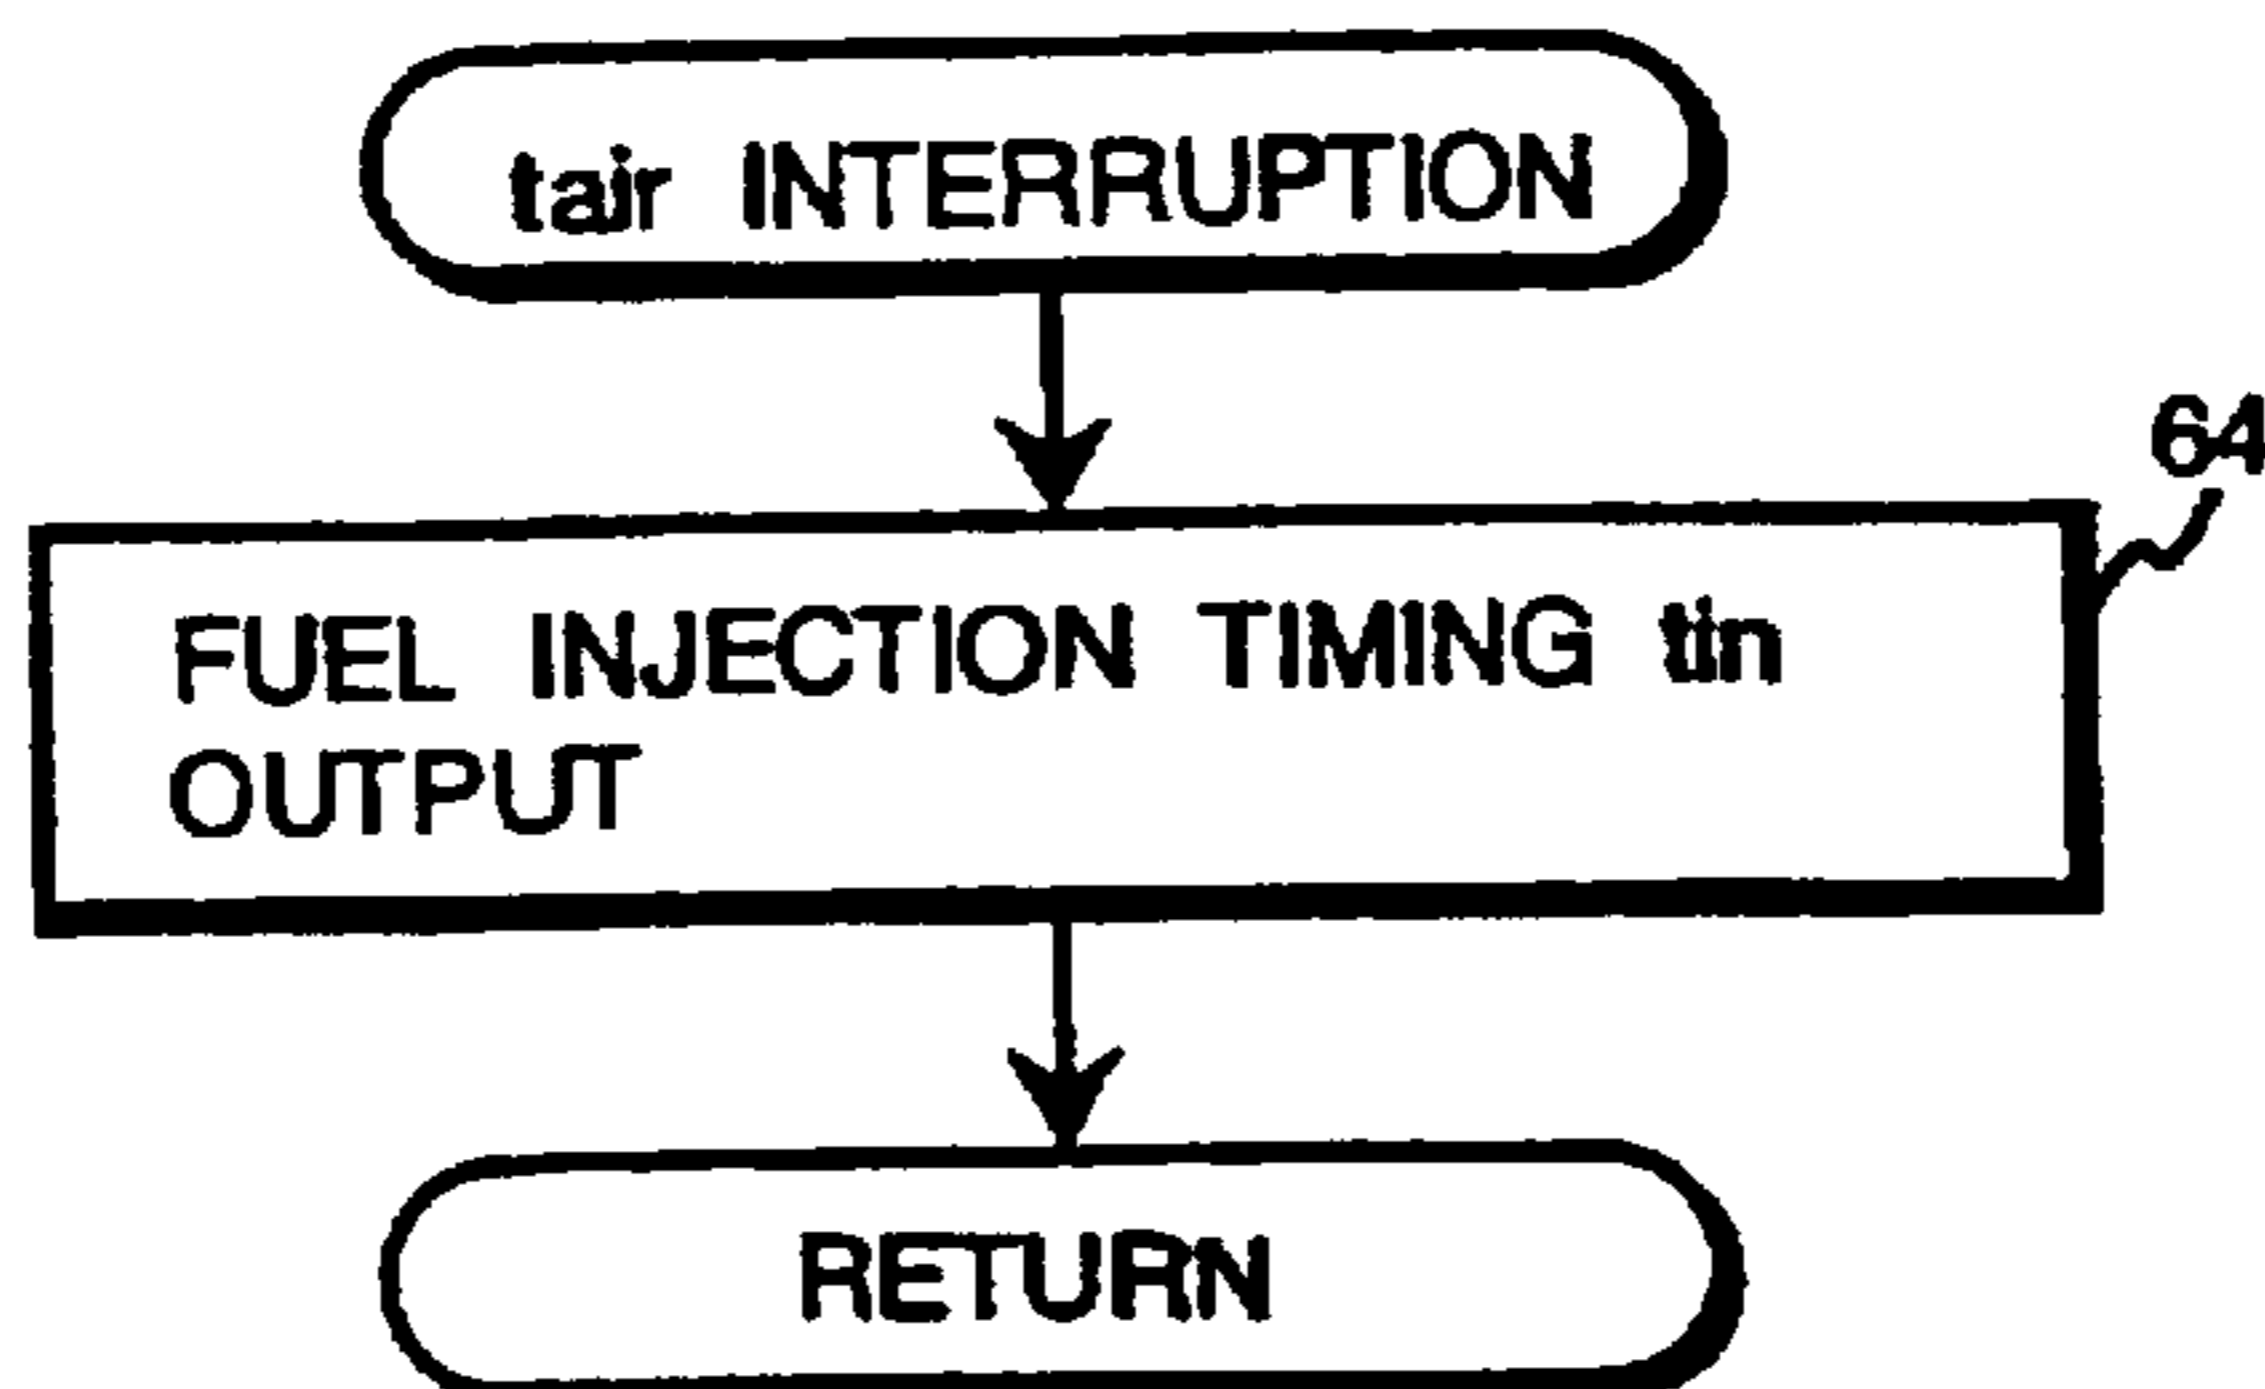 tair INTERRUPTION
64
FUEL INJECTION TIMING tin
OUTPUT
RETURN